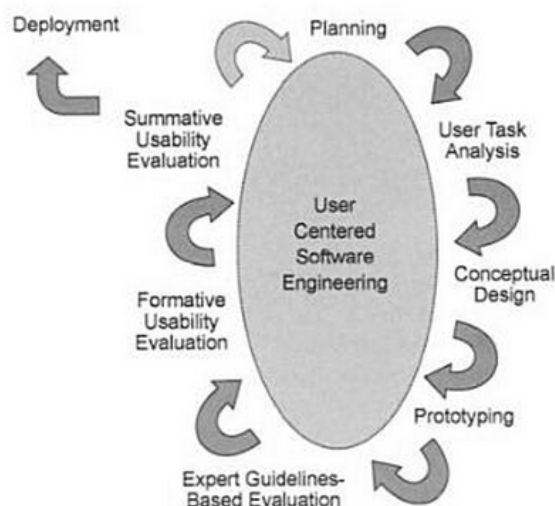 Deployment
Planning
Summative
Usability
Evaluation
User Task
Analysis
User
Centered
Software
Engineering
Conceptual
Design
Formative
Usability
Evaluation
Prototyping
Expert Guidelines-
Based Evaluation